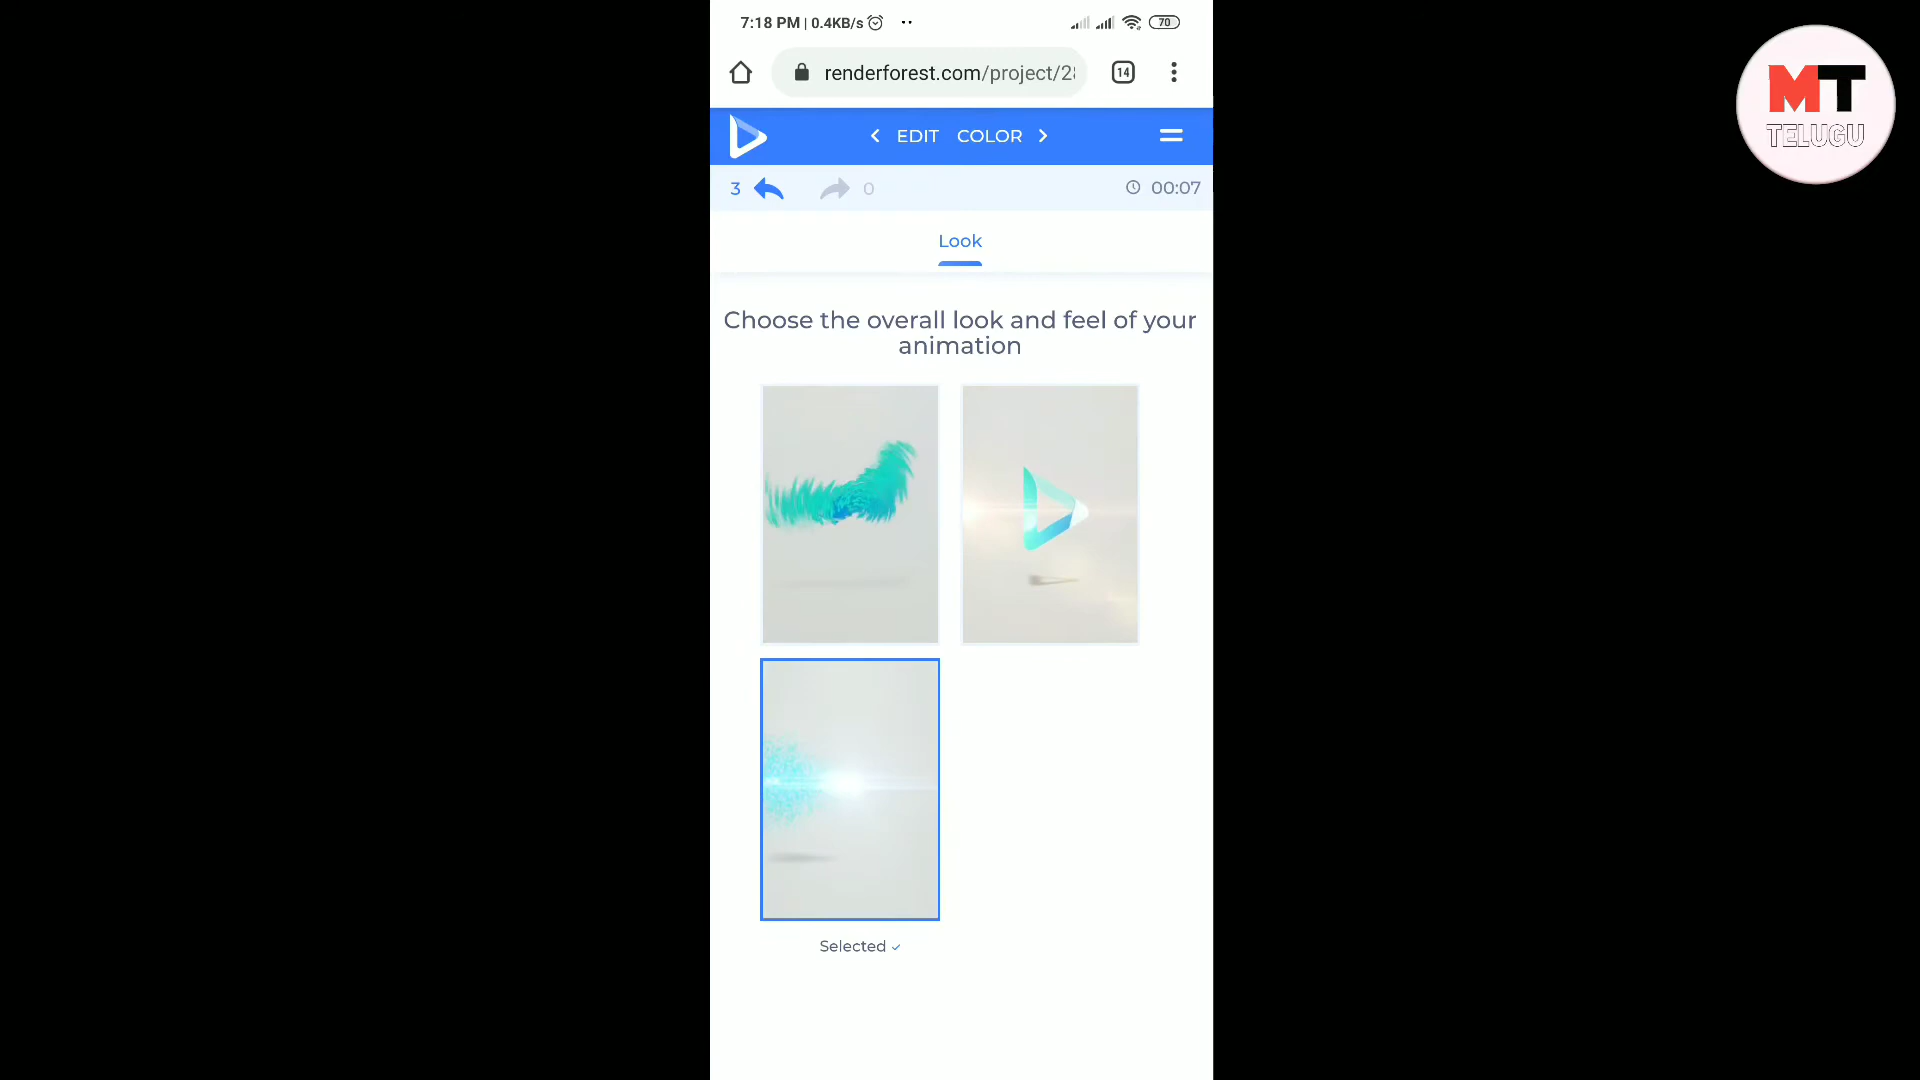 7:18 PM | 0.4KB/s
70
renderforest.com/project/2
14
MT
TELUGU
EDIT COLOR
3
0
00:07
Look
Choose the overall look and feel of your
animation
Selected